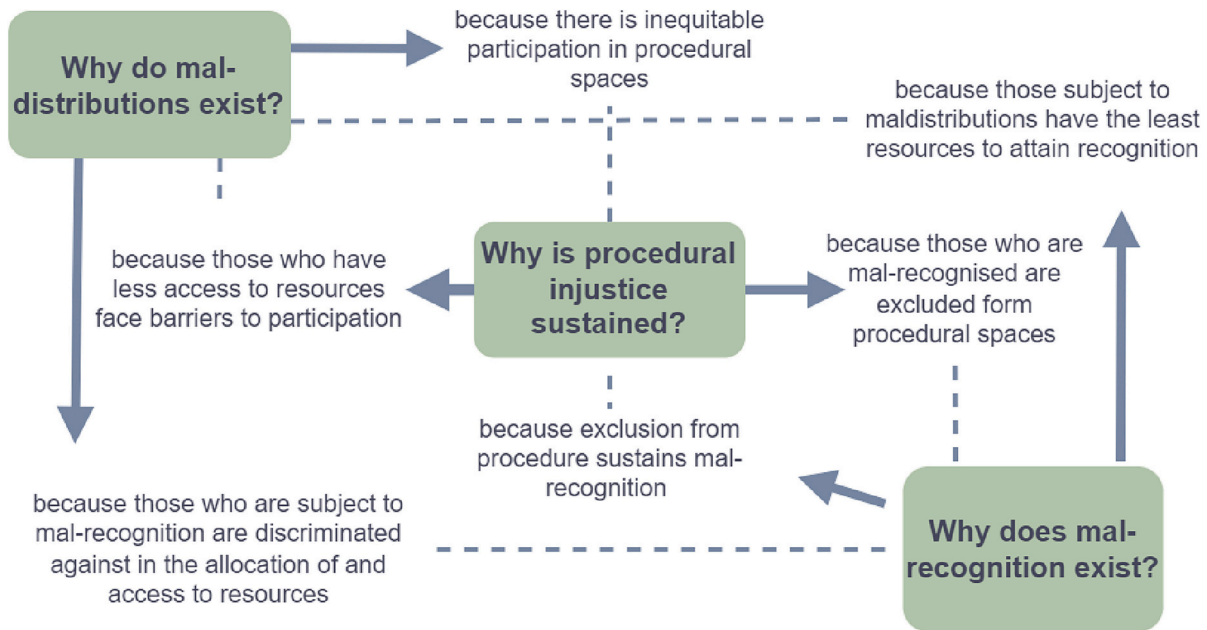 Why do mal-
distributions exist?
because there is inequitable
participation in procedural
spaces
because those subject to
maldistributions have the least
resources to attain recognition
because those who have
less access to resources
face barriers to participation
Why is procedural
injustice
sustained?
because those who are
mal-recognised are
excluded form
procedural spaces
because exclusion from
procedure sustains mal-
recognition
because those who are subject to
mal-recognition are discriminated
against in the allocation of and
access to resources
Why does mal-
recognition exist?